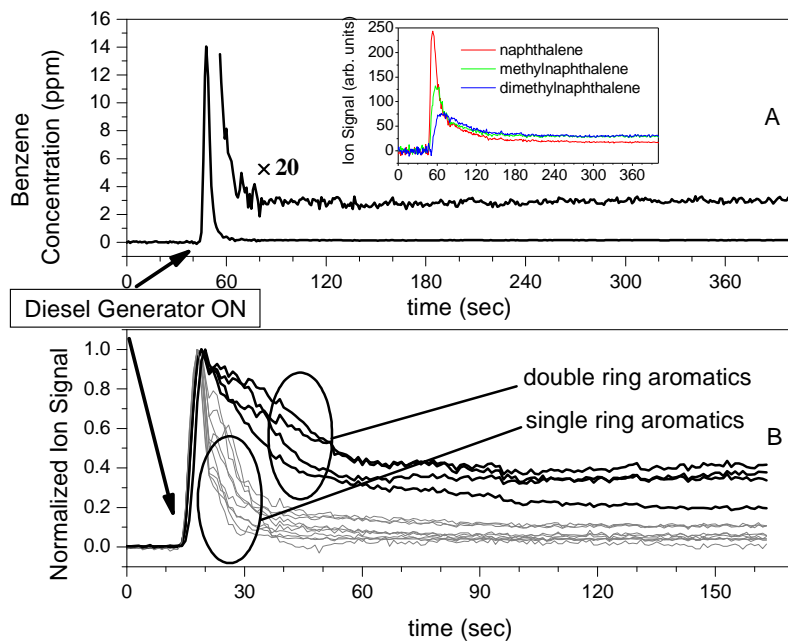 16
14
12
10
8
6
4
2
0
Benzene
Concentration (ppm)
0 60 120 180 240 300 360
time (sec)
× 20
A
Ion Signal (arb. units)
250
200
150
100
50
0
0 60 120 180 240 300 360
naphthalene
methylnaphthalene
dimethylnaphthalene
Diesel Generator ON
Normalized Ion Signal
1.0
0.8
0.6
0.4
0.2
0.0
double ring aromatics
single ring aromatics
B
0 30 60 90 120 150
time (sec)